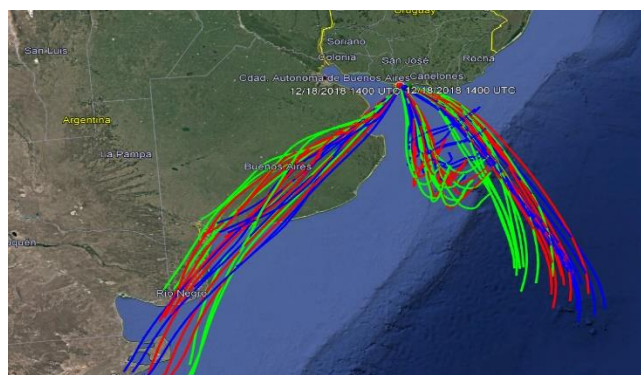 Uruguay
Soriano
San Luis
Colonia
San José
Rocha
Cdad. Autonoma de Buenos Aires
Canelones
12/18/2018 1400 UTC
12/18/2018 1400 UTC
Argentina
La Pampa
Buenos Aires
Río Negro